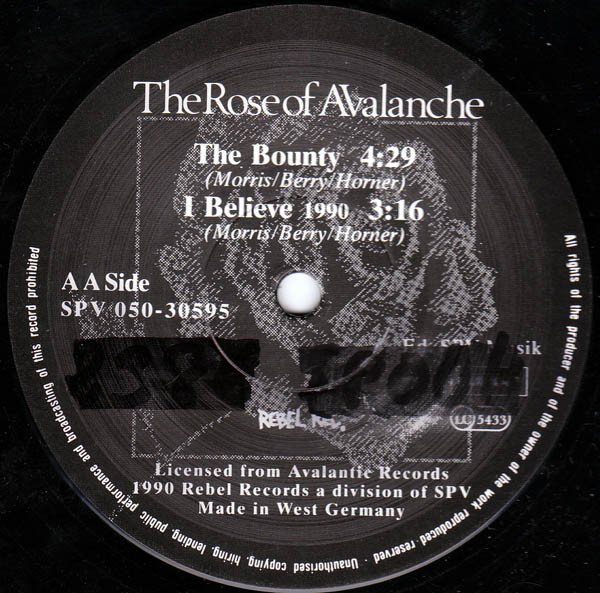 The Rose of Avalanche
The Bounty 4:29
(Morris/Berry/Horner)
I Believe 1990 3:16
(Morris/Berry/Horner)
A A Side
SPV 050-30595
REBEL REC.
LC 5433
Licensed from Avalantic Records
1990 Rebel Records a division of SPV
Made in West Germany
All rights of the producer and of the owner of the work reproduced reserved · Unauthorised copying, hiring, lending, public performance and broadcasting of this record prohibited